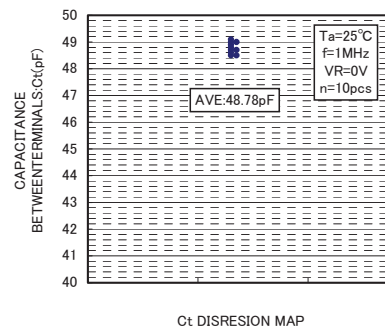 50
49
48
47
46
45
44
43
42
41
40
CAPACITANCE
BETWEENTERMINALS:Ct(pF)
Ta=25℃
f=1MHz
VR=0V
n=10pcs
AVE:48.78pF
Ct DISRESION MAP